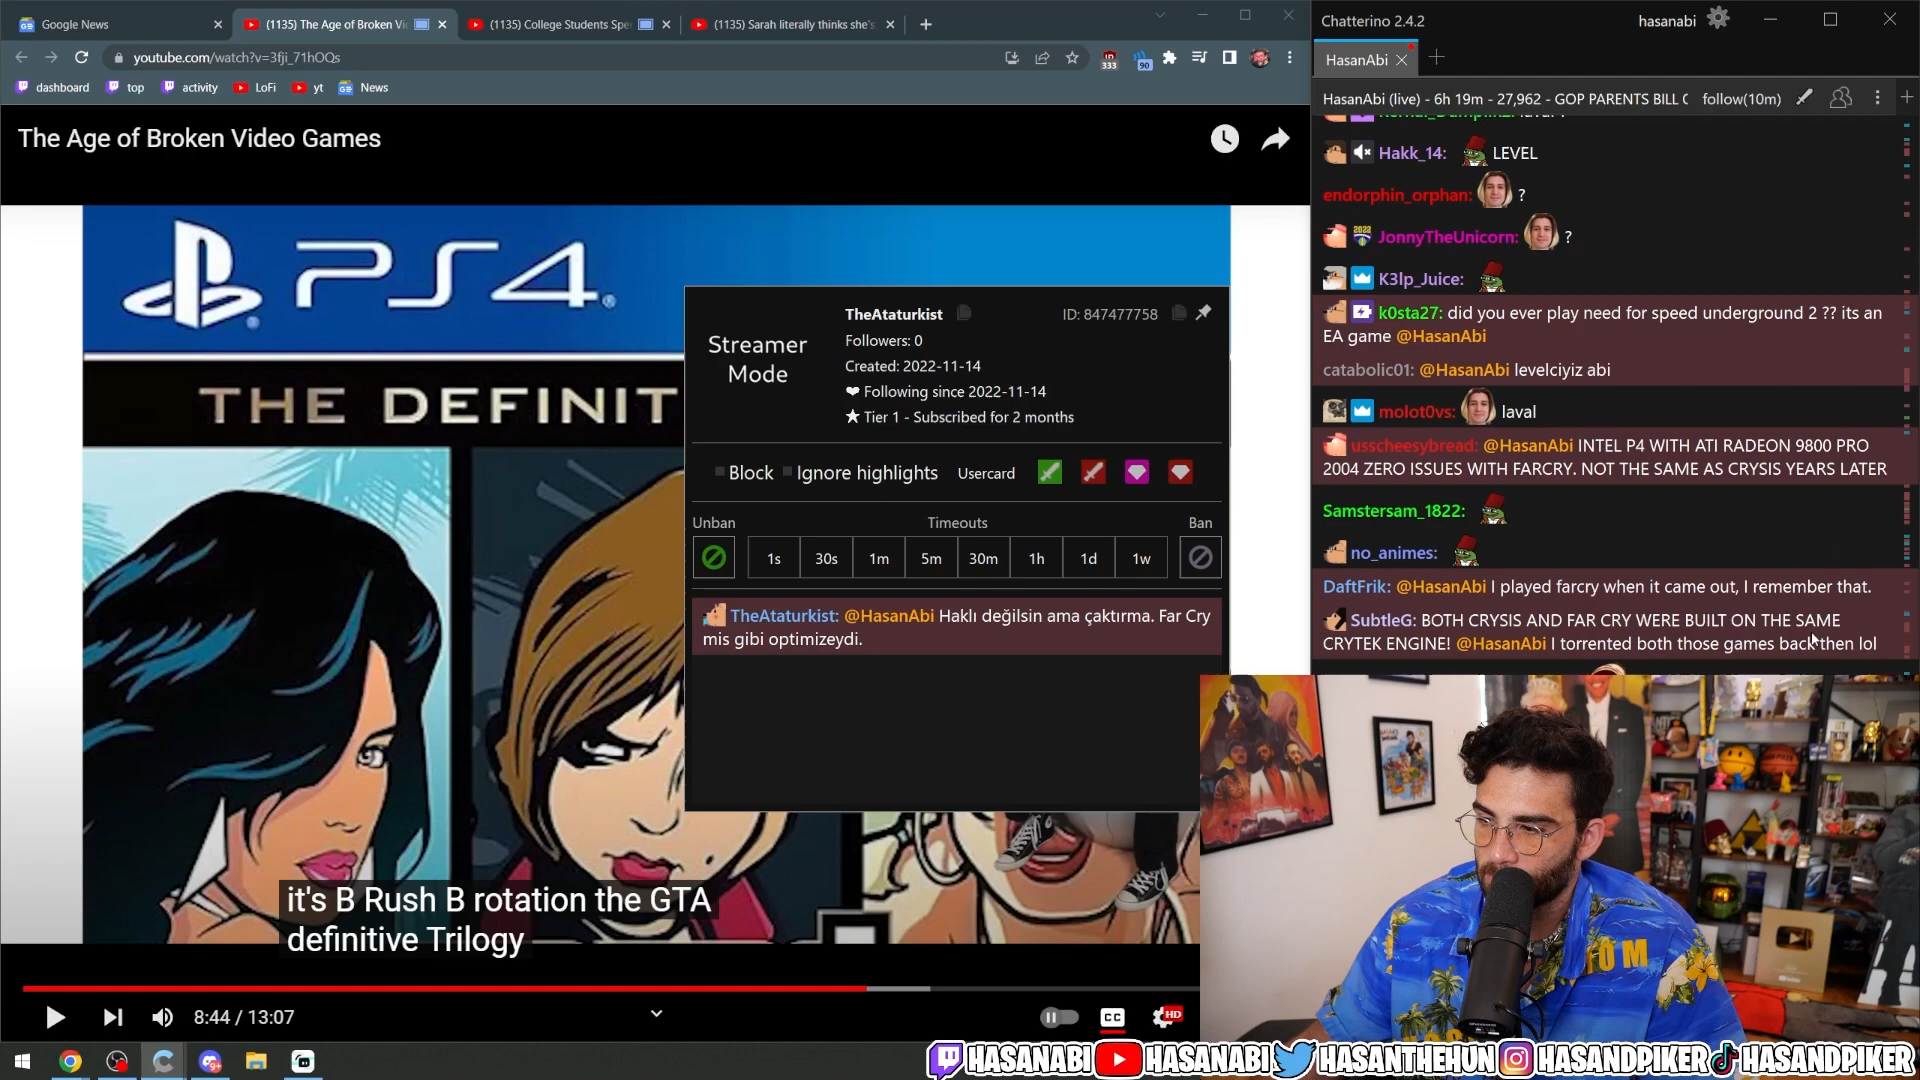 Google News
(1135) The Age of Broken Vi
(1135) College Students Spe
(1135) Sarah literally thinks she's
youtube.com/watch?v=3fji_71hOQs
333
90
dashboard
top
activity
LoFi
yt
News
The Age of Broken Video Games
PS4
THE DEFINIT
it's B Rush B rotation the GTA
definitive Trilogy
8:44 / 13:07
CC
HD
Streamer
Mode
TheAtaturkist
ID: 847477758
Followers: 0
Created: 2022-11-14
Following since 2022-11-14
Tier 1 - Subscribed for 2 months
Block
Ignore highlights
Usercard
Unban
Timeouts
Ban
1s
30s
1m
5m
30m
1h
1d
1w
TheAtaturkist: @HasanAbi Haklı değilsin ama çaktırma. Far Cry
mis gibi optimizeydi.
Chatterino 2.4.2
hasanabi
HasanAbi
HasanAbi (live) - 6h 19m - 27,962 - GOP PARENTS BILL
follow(10m)
Hakk_14: LEVEL
endorphin_orphan: ?
2022
JonnyTheUnicorn: ?
K3lp_Juice:
k0sta27: did you ever play need for speed underground 2 ?? its an
EA game @HasanAbi
catabolic01: @HasanAbi levelciyiz abi
molot0vs: laval
usscheesybread: @HasanAbi INTEL P4 WITH ATI RADEON 9800 PRO
2004 ZERO ISSUES WITH FARCRY. NOT THE SAME AS CRYSIS YEARS LATER
Samstersam_1822:
no_animes:
DaftFrik: @HasanAbi I played farcry when it came out, I remember that.
SubtleG: BOTH CRYSIS AND FAR CRY WERE BUILT ON THE SAME
CRYTEK ENGINE! @HasanAbi I torrented both those games back then lol
HASANABI
HASANABI
HASANTHEHUN
HASANDPIKER
HASANDPIKER